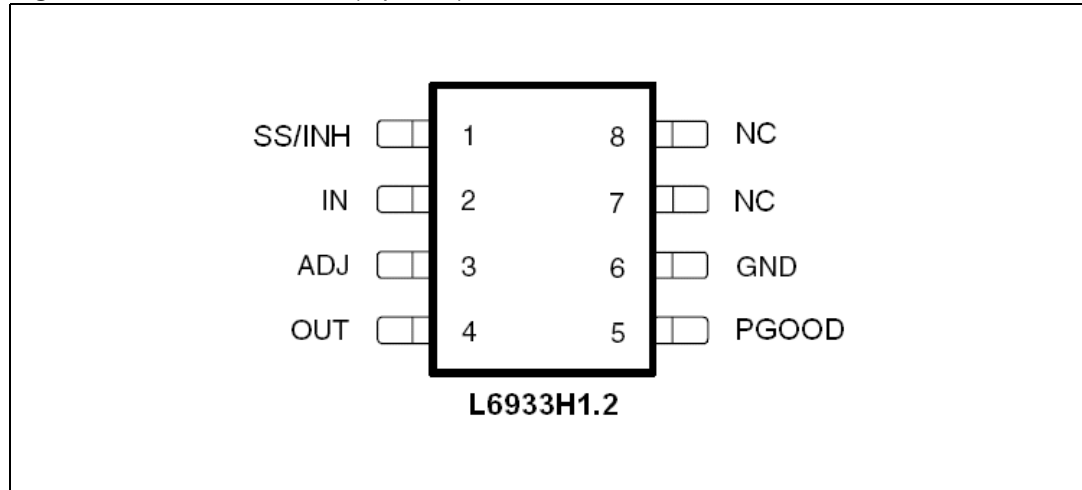 SS/INH 1 8 NC
IN 2 7 NC
ADJ 3 6 GND
OUT 4 5 PGOOD
L6933H1.2